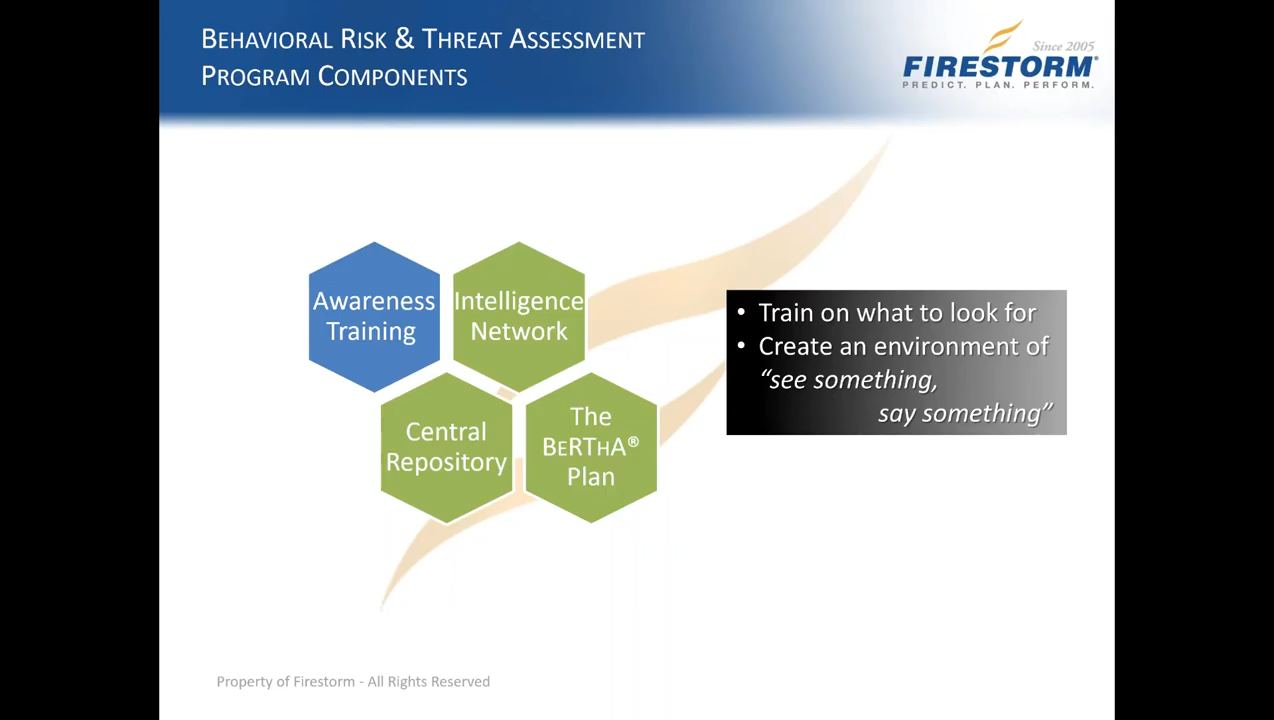 BEHAVIORAL RISK & THREAT ASSESSMENT
PROGRAM COMPONENTS
Since 2005
FIRESTORM®
PREDICT. PLAN. PERFORM.
Awareness
Training
Intelligence
Network
Central
Repository
The
BERTHA®
Plan
• Train on what to look for
• Create an environment of
“see something,
say something”
Property of Firestorm - All Rights Reserved